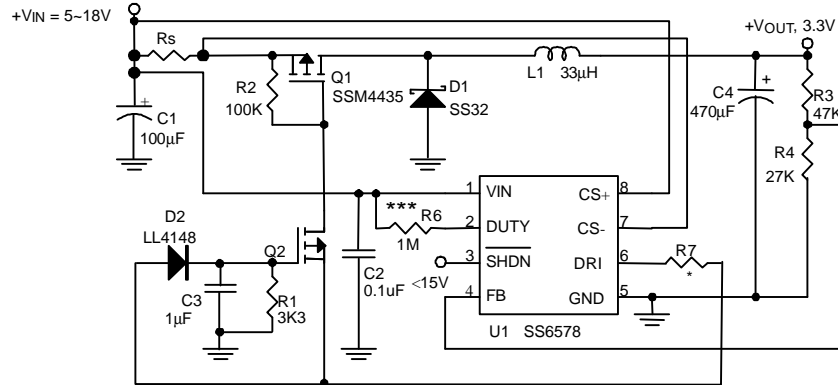 +VIN = 5~18V
+VOUT, 3.3V
Rs
R2
100K
Q1
SSM4435
D1
SS32
L1 33µH
C4
470µF
+
R3
47K
+
C1
100µF
R4
27K
1 VIN CS+ 8
*** R6
1M
2 DUTY CS- 7
D2
LL4148
Q2
3 SHDN DRI 6
R7
*
C2
0.1uF
<15V
C3
1µF
R1
3K3
4 FB GND 5
U1 SS6578